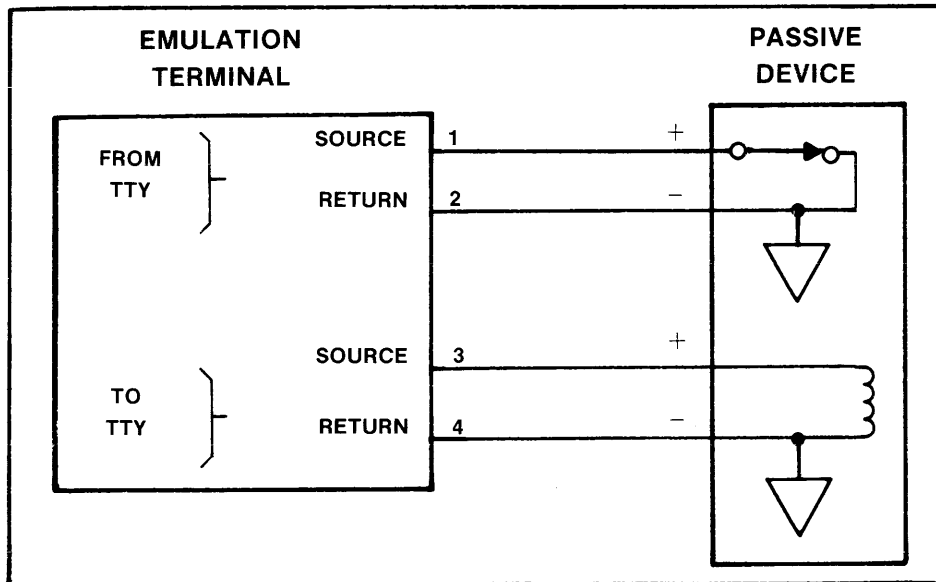 EMULATION
TERMINAL
PASSIVE
DEVICE
FROM
TTY
SOURCE 1 +
RETURN 2 −
SOURCE 3 +
TO
TTY
RETURN 4 −